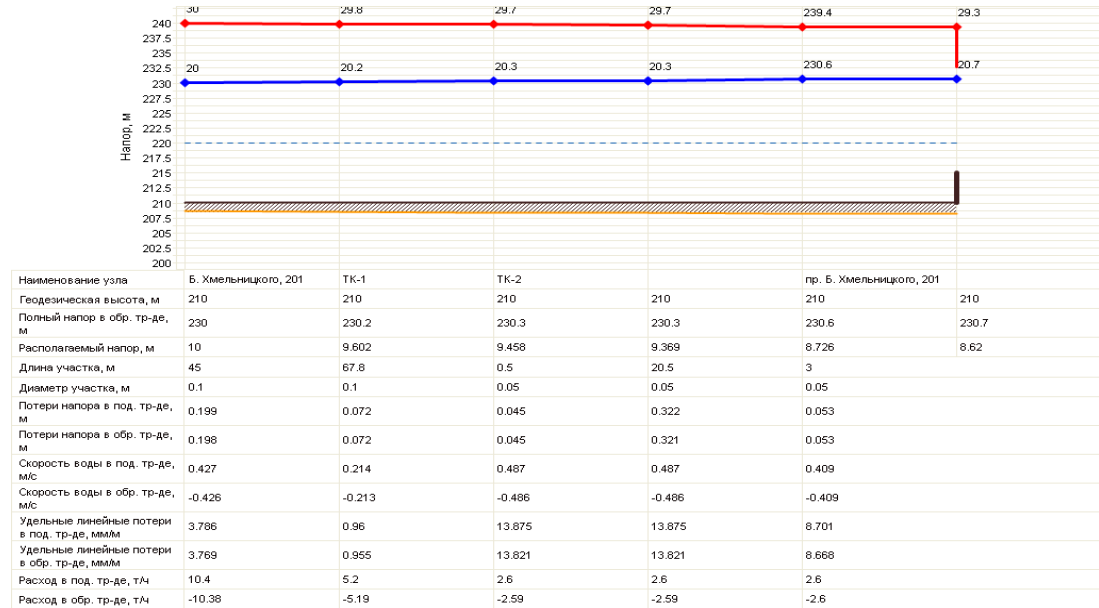 30 29.8 29.7 29.7 239.4 29.3
240
237.5
235
232.5
20 20.2 20.3 20.3 230.6 20.7
230
227.5
225
222.5
220
217.5
215
212.5
210
207.5
205
202.5
200
Напор, м
Наименование узла Б. Хмельницкого, 201 ТК-1 ТК-2 пр. Б. Хмельницкого, 201
Геодезическая высота, м 210 210 210 210 210 210
Полный напор в обр. тр-де,
м 230 230.2 230.3 230.3 230.6 230.7
Располагаемый напор, м 10 9.602 9.458 9.369 8.726 8.62
Длина участка, м 45 67.8 0.5 20.5 3
Диаметр участка, м 0.1 0.1 0.05 0.05 0.05
Потери напора в под. тр-де,
м 0.199 0.072 0.045 0.322 0.053
Потери напора в обр. тр-де,
м 0.198 0.072 0.045 0.321 0.053
Скорость воды в под. тр-де,
м/с 0.427 0.214 0.487 0.487 0.409
Скорость воды в обр. тр-де,
м/с -0.426 -0.213 -0.486 -0.486 -0.409
Удельные линейные потери
в под. тр-де, мм/м 3.786 0.96 13.875 13.875 8.701
Удельные линейные потери
в обр. тр-де, мм/м 3.769 0.955 13.821 13.821 8.668
Расход в под. тр-де, т/ч 10.4 5.2 2.6 2.6 2.6
Расход в обр. тр-де, т/ч -10.38 -5.19 -2.59 -2.59 -2.6